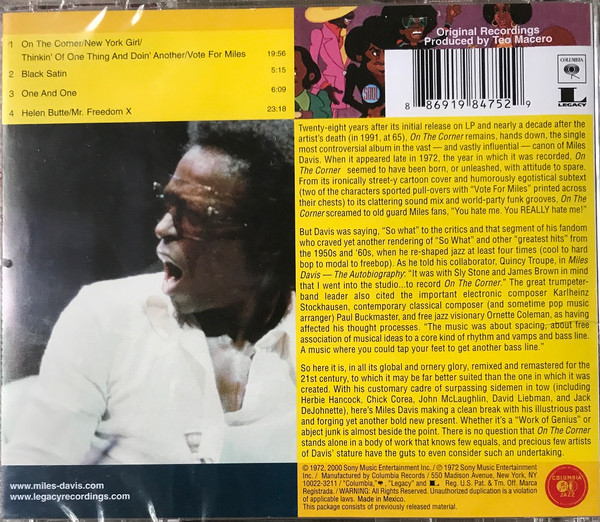 1 On The Corner/New York Girl/
Thinkin' Of One Thing And Doin' Another/Vote For Miles 19:56
2 Black Satin 5:15
3 One And One 6:09
4 Helen Butte/Mr. Freedom X 23:18
Original Recordings
Produced by Teo Macero
8 86919 84752 9
COLUMBIA
LEGACY
Twenty-eight years after its initial release on LP and nearly a decade after the
artist's death (in 1991, at 65), On The Corner remains, hands down, the single
most controversial album in the vast — and vastly influential — canon of Miles
Davis. When it appeared late in 1972, the year in which it was recorded, On
The Corner seemed to have been born, or unleashed, with attitude to spare.
From its ironically street-y cartoon cover and humorously egotistical subtext
(two of the characters sported pull-overs with "Vote For Miles" printed across
their chests) to its clattering sound mix and world-party funk grooves, On The
Corner screamed to old guard Miles fans, "You hate me. You REALLY hate me!"
But Davis was saying, "So what" to the critics and that segment of his fandom
who craved yet another rendering of "So What" and other "greatest hits" from
the 1950s and '60s, when he re-shaped jazz at least four times (cool to hard
bop to modal to freebop). As he told his collaborator, Quincy Troupe, in Miles
Davis — The Autobiography: "It was with Sly Stone and James Brown in mind
that I went into the studio...to record On The Corner." The great trumpeter-
band leader also cited the important electronic composer Karlheinz
Stockhausen, contemporary classical composer (and sometime pop music
arranger) Paul Buckmaster, and free jazz visionary Ornette Coleman, as having
affected his thought processes. "The music was about spacing, about free
association of musical ideas to a core kind of rhythm and vamps and bass line.
A music where you could tap your feet to get another bass line."
So here it is, in all its global and ornery glory, remixed and remastered for the
21st century, to which it may be far better suited than the one in which it was
created. With his customary cadre of surpassing sidemen in tow (including
Herbie Hancock, Chick Corea, John McLaughlin, David Liebman, and Jack
DeJohnette), here's Miles Davis making a clean break with his illustrious past
and forging yet another bold new present. Whether it's a "Work of Genius" or
abject junk is almost beside the point. There is no question that On The Corner
stands alone in a body of work that knows few equals, and precious few artists
of Davis' stature have the guts to even consider such an undertaking.
www.miles-davis.com
www.legacyrecordings.com
© 1972, 2000 Sony Music Entertainment Inc. / ℗ 1972 Sony Music Entertainment
Inc. / Manufactured by Columbia Records / 550 Madison Avenue, New York, NY
10022-3211 / "Columbia," "Legacy" and L Reg. U.S. Pat. & Tm. Off. Marca
Registrada. / WARNING: All Rights Reserved. Unauthorized duplication is a violation
of applicable laws. Made in Mexico.
This package consists of previously released material.
COLUMBIA
JAZZ